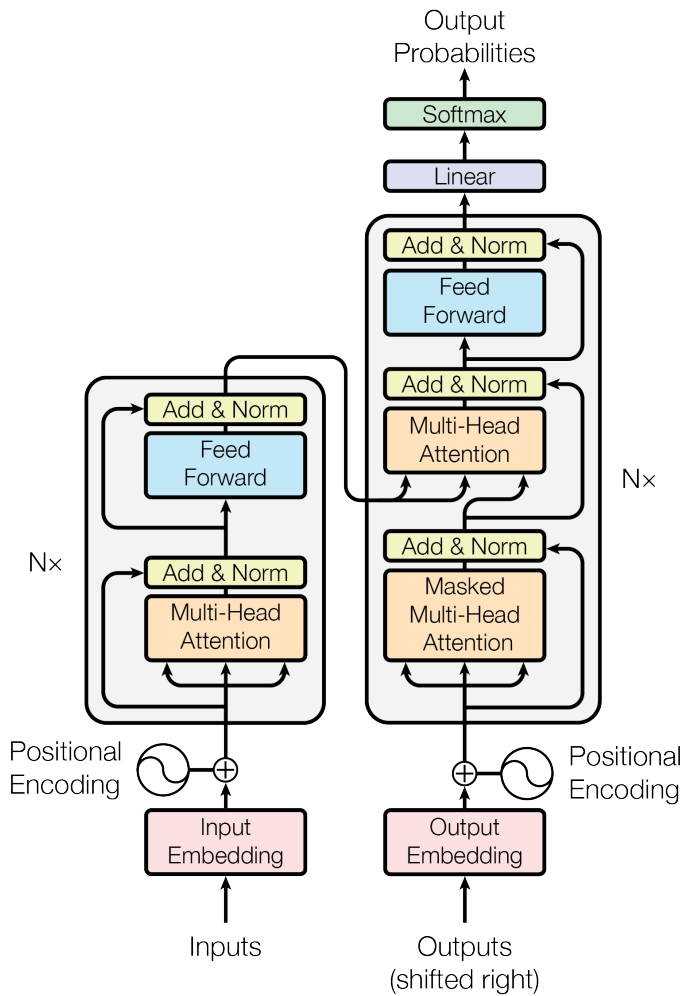 Output
Probabilities
Softmax
Linear
Add & Norm
Feed
Forward
Add & Norm
Multi-Head
Attention
Add & Norm
Masked
Multi-Head
Attention
Nx
Add & Norm
Feed
Forward
Add & Norm
Multi-Head
Attention
N×
Positional
Encoding
Positional
Encoding
Input
Embedding
Output
Embedding
Inputs
Outputs
(shifted right)